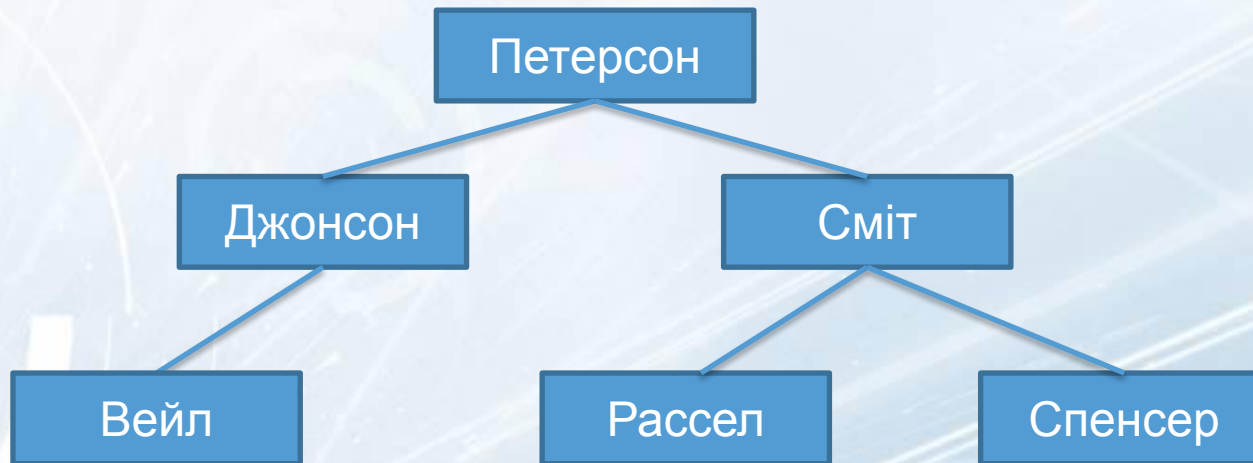 Петерсон
Джонсон
Сміт
Вейл
Рассел
Спенсер